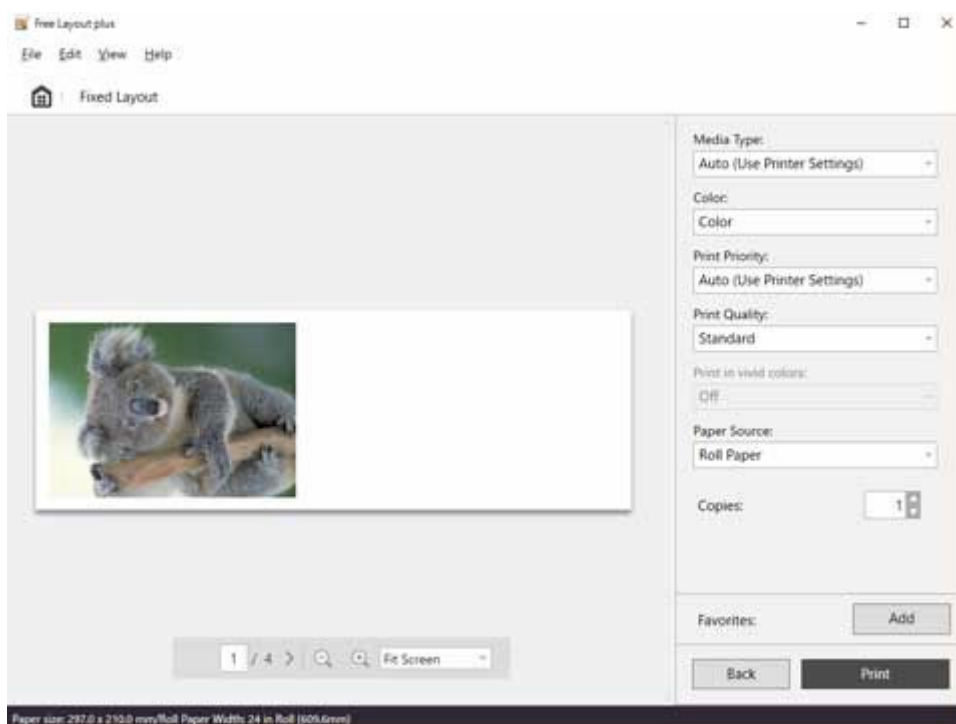 Free Layout plus
File Edit View Help
Fixed Layout
Media Type:
Auto (Use Printer Settings)
Color:
Color
Print Priority:
Auto (Use Printer Settings)
Print Quality:
Standard
Print in vivid colors:
Off
Paper Source:
Roll Paper
Copies: 1
Favorites: Add
1 / 4 Fit Screen
Back Print
Paper size: 297.0 x 210.0 mm/Roll Paper Width: 24 in Roll (609.6mm)